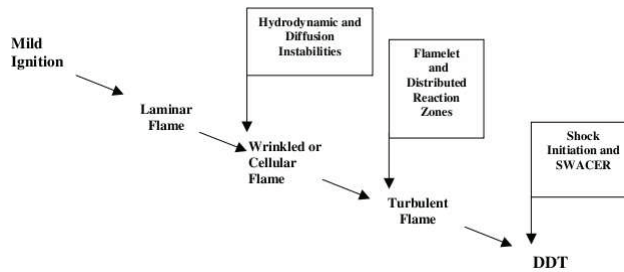 Mild
Ignition
Laminar
Flame
Hydrodynamic and
Diffusion
Instabilities
Wrinkled or
Cellular
Flame
Flamelet
and
Distributed
Reaction
Zones
Turbulent
Flame
Shock
Initiation and
SWACER
DDT